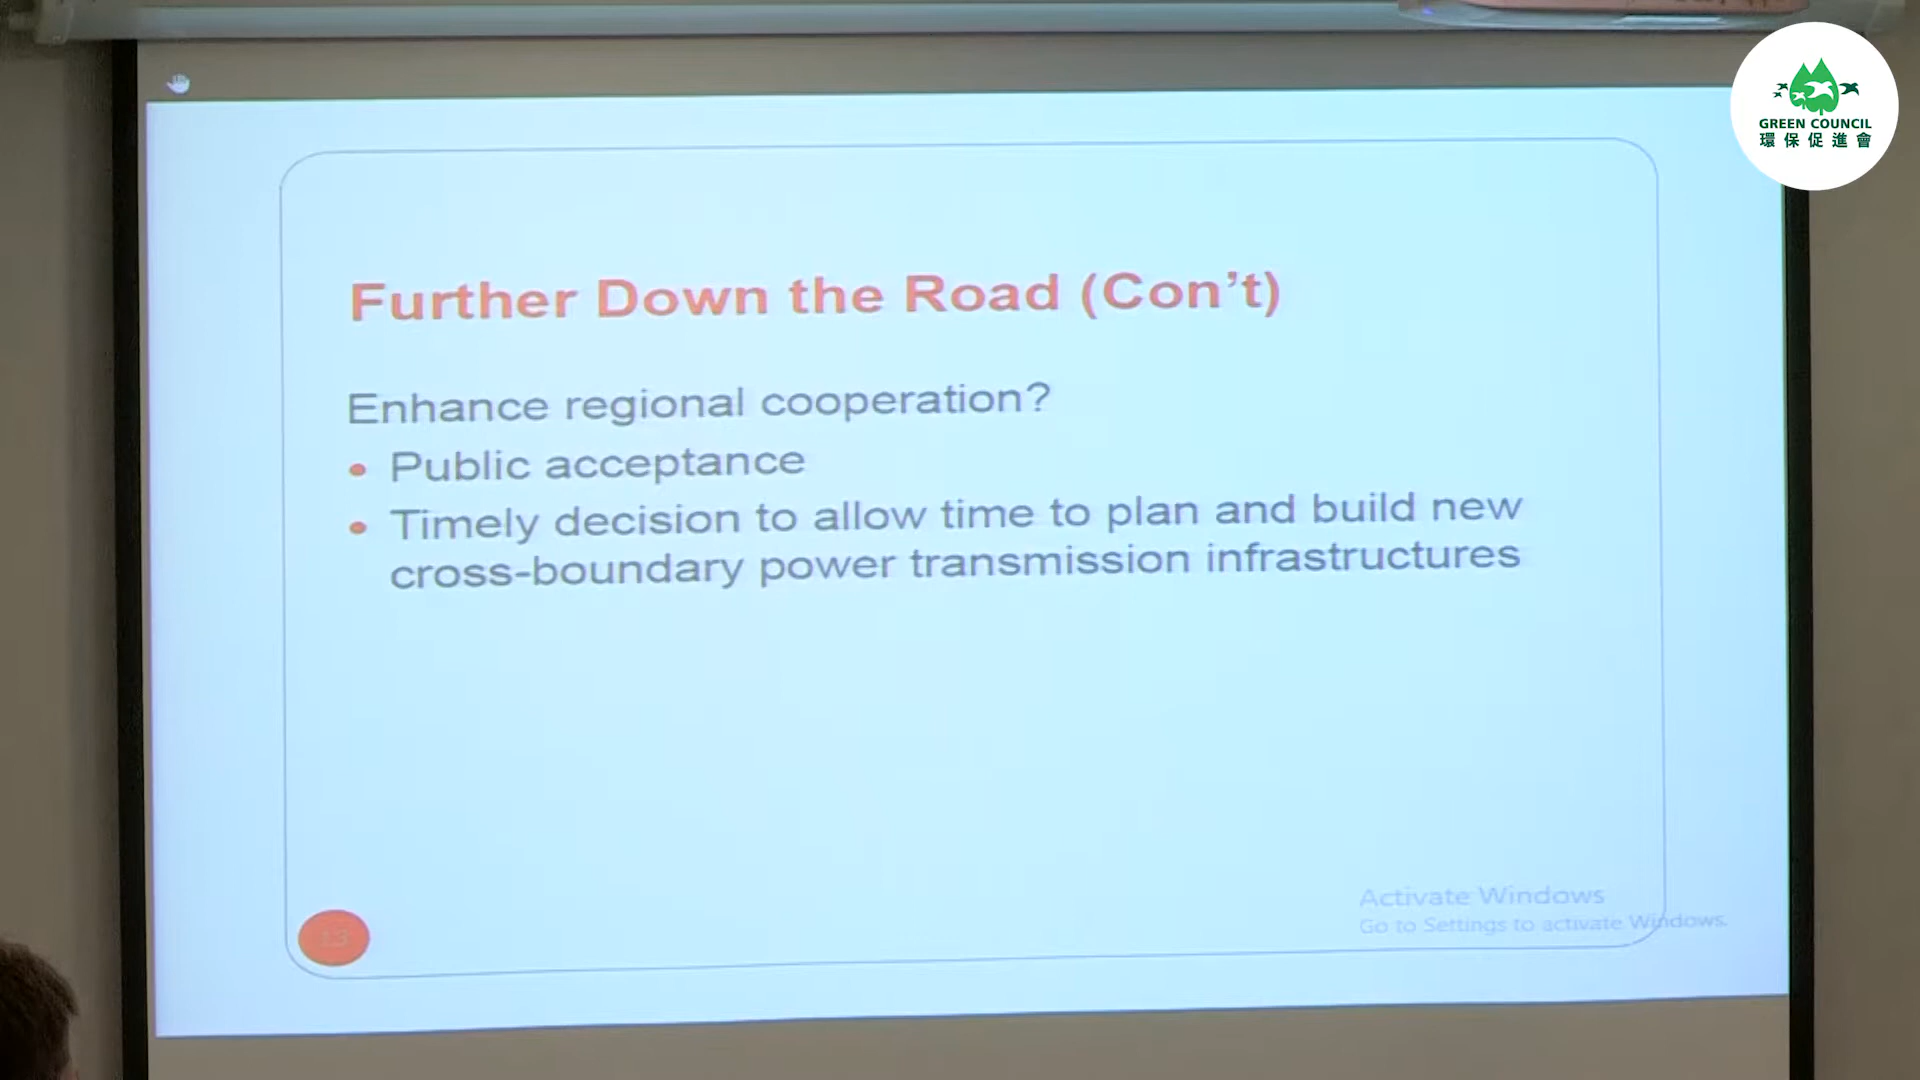 GREEN COUNCIL
環保促進會
Further Down the Road (Con't)
Enhance regional cooperation?
• Public acceptance
• Timely decision to allow time to plan and build new
cross-boundary power transmission infrastructures
Activate Windows
Go to Settings to activate Windows.
13